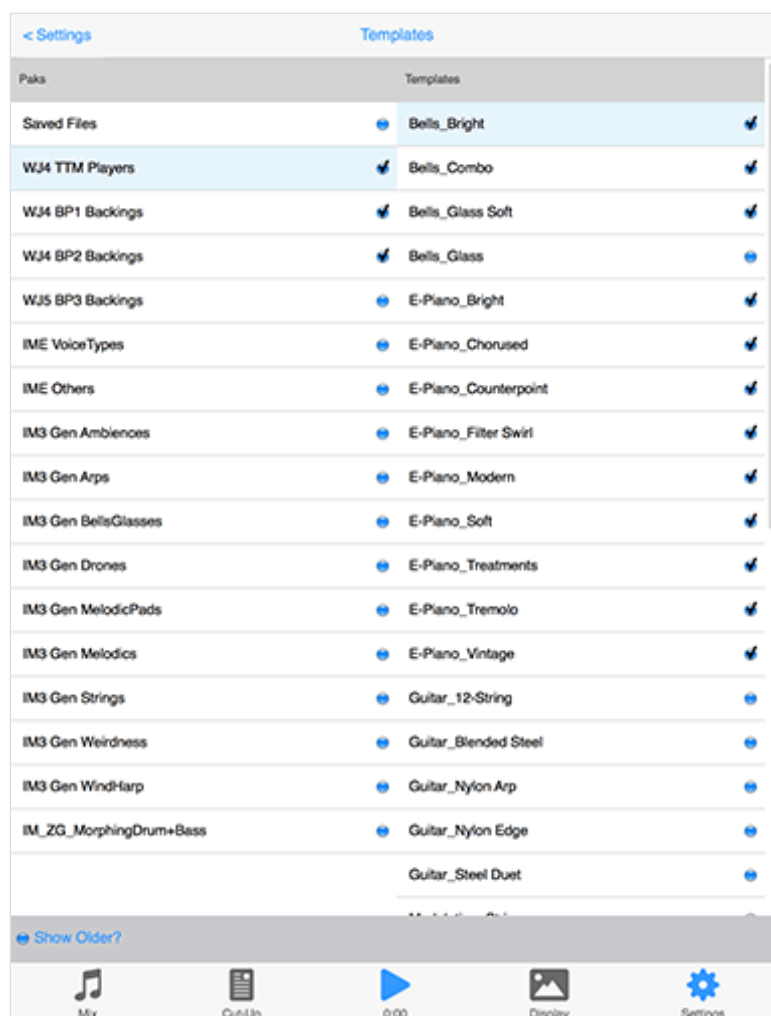 < Settings Templates
Paks Templates
Saved Files Bells_Bright
WJ4 TTM Players Bells_Combo
WJ4 BP1 Backings Bells_Glass Soft
WJ4 BP2 Backings Bells_Glass
WJ5 BP3 Backings E-Piano_Bright
IME VoiceTypes E-Piano_Chorused
IME Others E-Piano_Counterpoint
IM3 Gen Ambiences E-Piano_Filter Swirl
IM3 Gen Arps E-Piano_Modern
IM3 Gen BellsGlasses E-Piano_Soft
IM3 Gen Drones E-Piano_Treatments
IM3 Gen MelodicPads E-Piano_Tremolo
IM3 Gen Melodics E-Piano_Vintage
IM3 Gen Strings Guitar_12-String
IM3 Gen Weirdness Guitar_Blended Steel
IM3 Gen WindHarp Guitar_Nylon Arp
IM_ZG_MorphingDrum+Bass Guitar_Nylon Edge
Guitar_Steel Duet
Show Older?
Mix Cut-Up 0:00 Display Settings